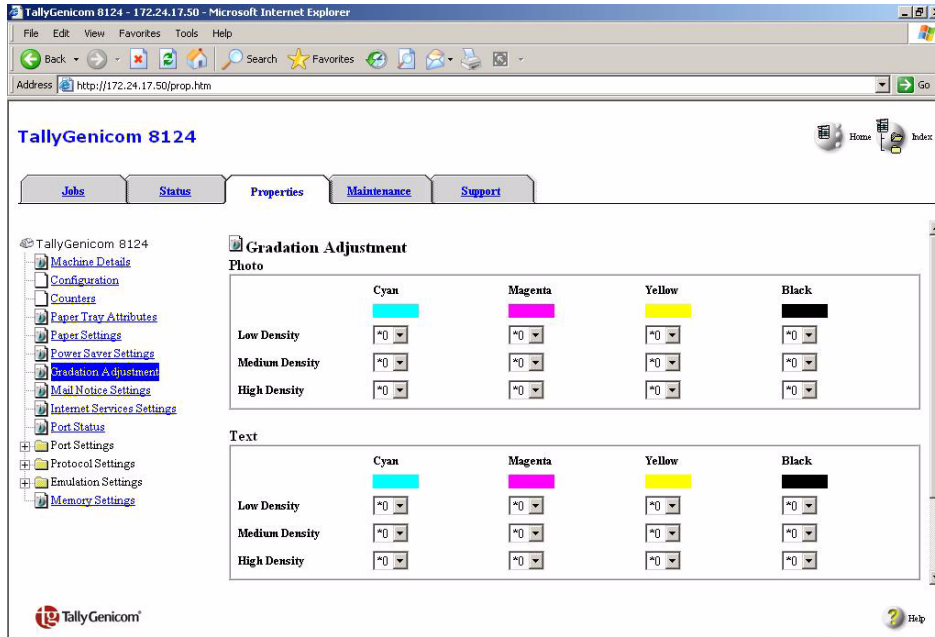 TallyGenicom 8124 - 172.24.17.50 - Microsoft Internet Explorer
File Edit View Favorites Tools Help
Back Search Favorites
Address http://172.24.17.50/prop.htm Go
TallyGenicom 8124
Home Index
Jobs Status Properties Maintenance Support
TallyGenicom 8124
Machine Details
Configuration
Counters
Paper Tray Attributes
Paper Settings
Power Saver Settings
Gradation Adjustment
Mail Notice Settings
Internet Services Settings
Port Status
Port Settings
Protocol Settings
Emulation Settings
Memory Settings
Gradation Adjustment
Photo
Cyan Magenta Yellow Black
Low Density *0 *0 *0 *0
Medium Density *0 *0 *0 *0
High Density *0 *0 *0 *0
Text
Cyan Magenta Yellow Black
Low Density *0 *0 *0 *0
Medium Density *0 *0 *0 *0
High Density *0 *0 *0 *0
TallyGenicom
Help